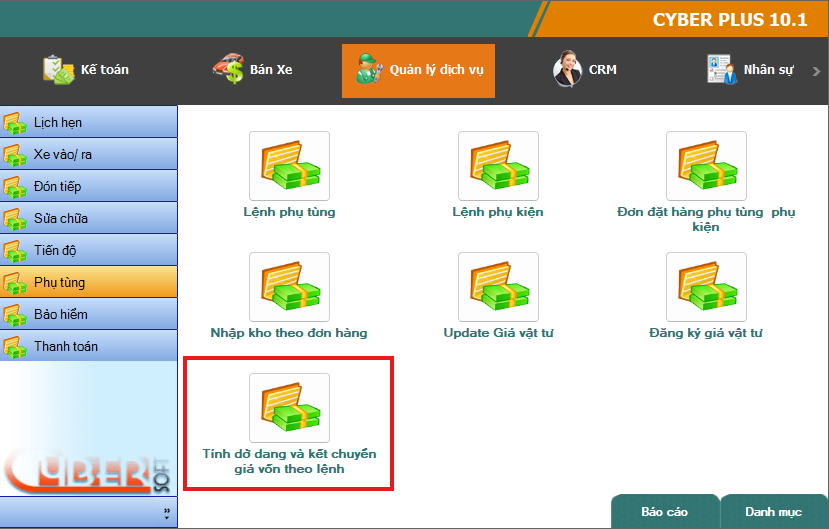 CYBER PLUS 10.1
Kế toán
Bán Xe
Quản lý dịch vụ
CRM
Nhân sự
Lịch hẹn
Xe vào/ ra
Đón tiếp
Sửa chữa
Tiến độ
Phụ tùng
Bảo hiểm
Thanh toán
Lệnh phụ tùng
Lệnh phụ kiện
Đơn đặt hàng phụ tùng phụ
kiện
Nhập kho theo đơn hàng
Update Giá vật tư
Đăng ký giá vật tư
Tính dở dang và kết chuyển
giá vốn theo lệnh
CYBER SOFT
Báo cáo
Danh mục